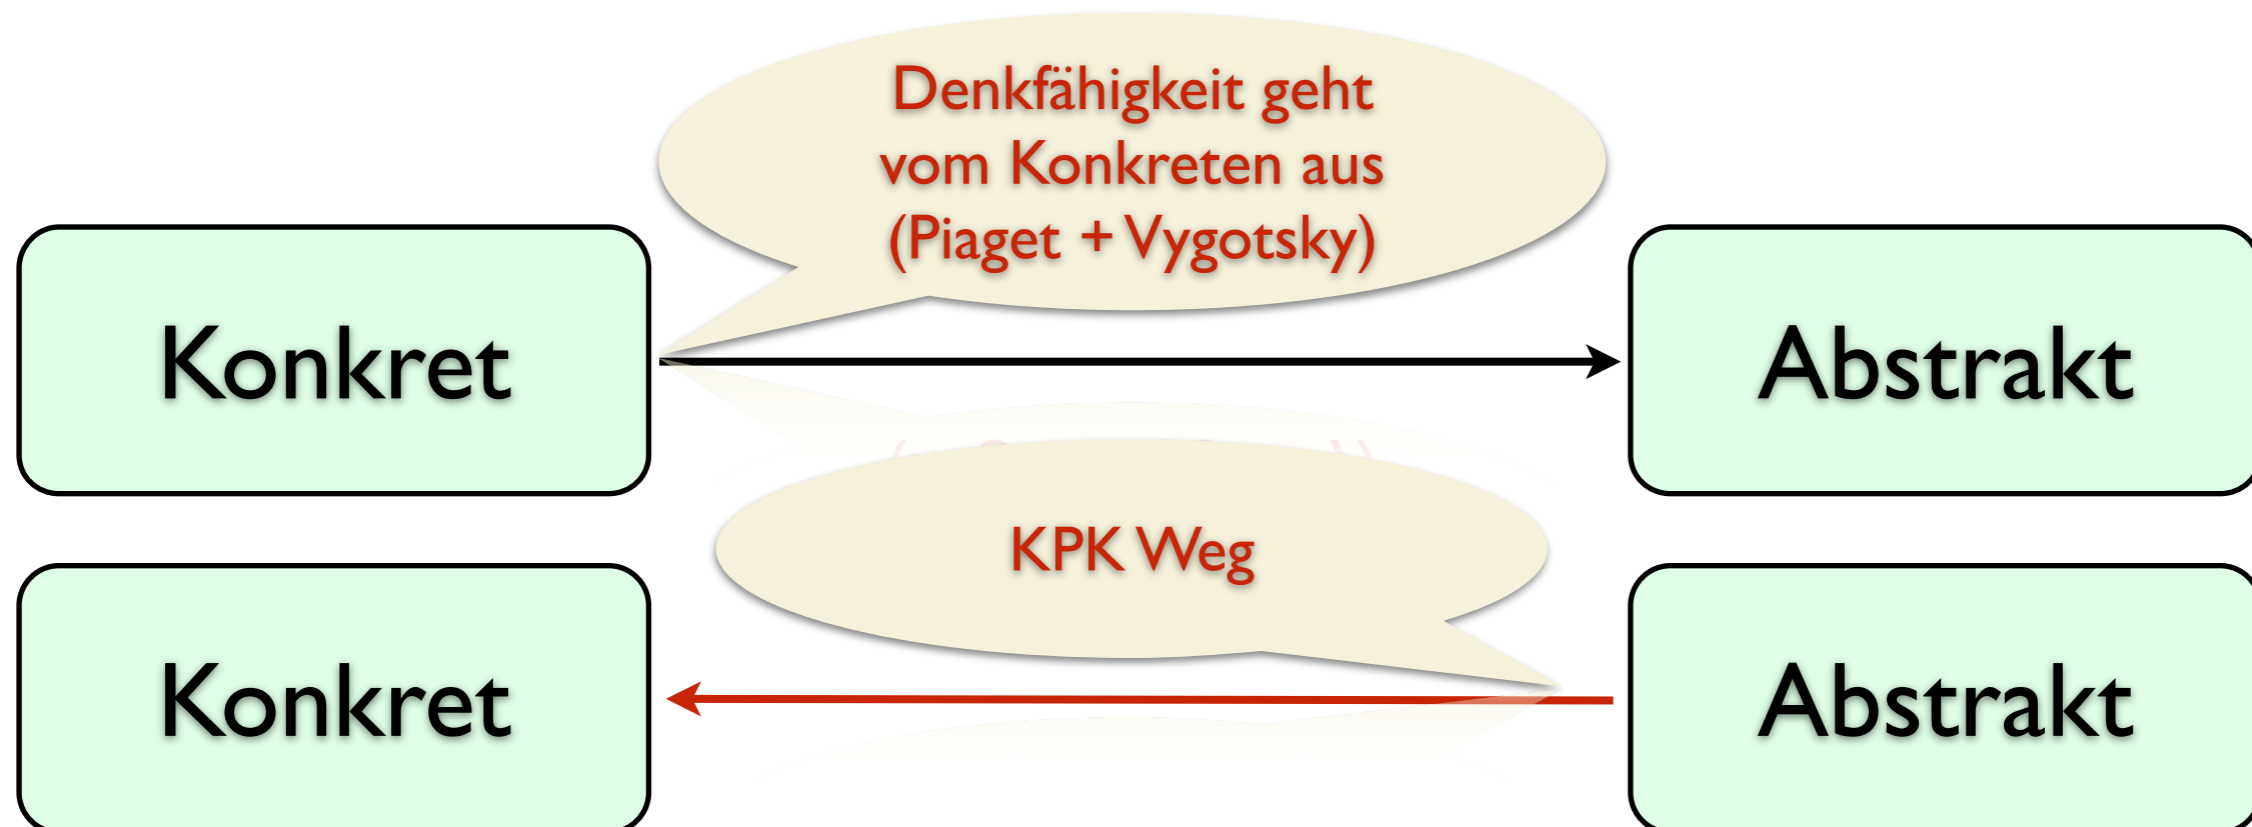 Denkfähigkeit geht
vom Konkreten aus
(Piaget + Vygotsky)
Konkret
Abstrakt
KPK Weg
Konkret
Abstrakt